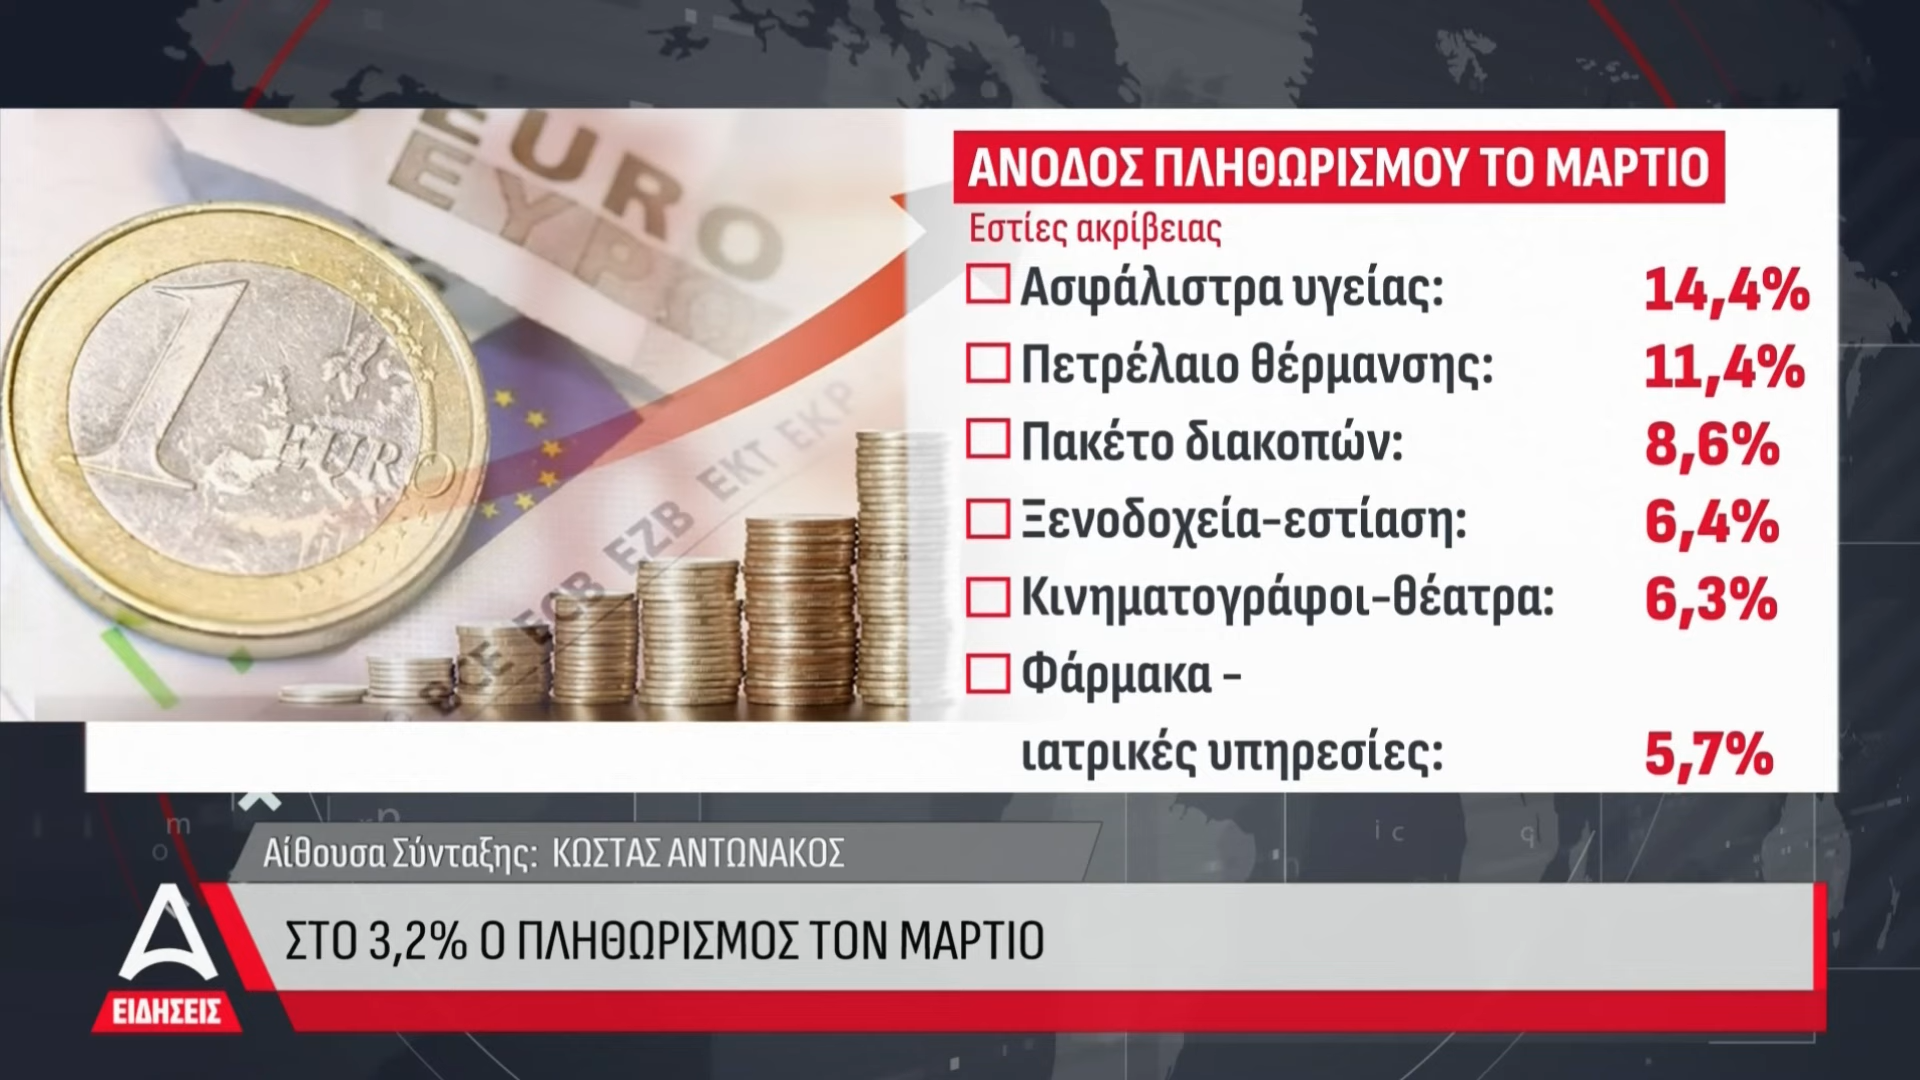 EURO
ΕΥΡΩ
1
EURO
BCE ECB EZB EKT EKP
ΑΝΟΔΟΣ ΠΛΗΘΩΡΙΣΜΟΥ ΤΟ ΜΑΡΤΙΟ
Εστίες ακρίβειας
Ασφάλιστρα υγείας: 14,4%
Πετρέλαιο θέρμανσης: 11,4%
Πακέτο διακοπών: 8,6%
Ξενοδοχεία-εστίαση: 6,4%
Κινηματογράφοι-θέατρα: 6,3%
Φάρμακα -
ιατρικές υπηρεσίες: 5,7%
Αίθουσα Σύνταξης: ΚΩΣΤΑΣ ΑΝΤΩΝΑΚΟΣ
ΣΤΟ 3,2% Ο ΠΛΗΘΩΡΙΣΜΟΣ ΤΟΝ ΜΑΡΤΙΟ
ΕΙΔΗΣΕΙΣ